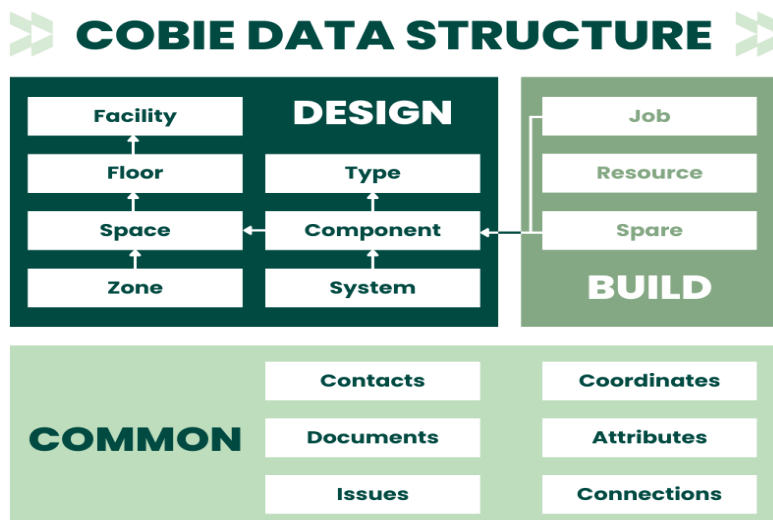 COBIE DATA STRUCTURE
DESIGN
Facility
Floor
Space
Zone
Type
Component
System
Job
Resource
Spare
BUILD
COMMON
Contacts
Documents
Issues
Coordinates
Attributes
Connections